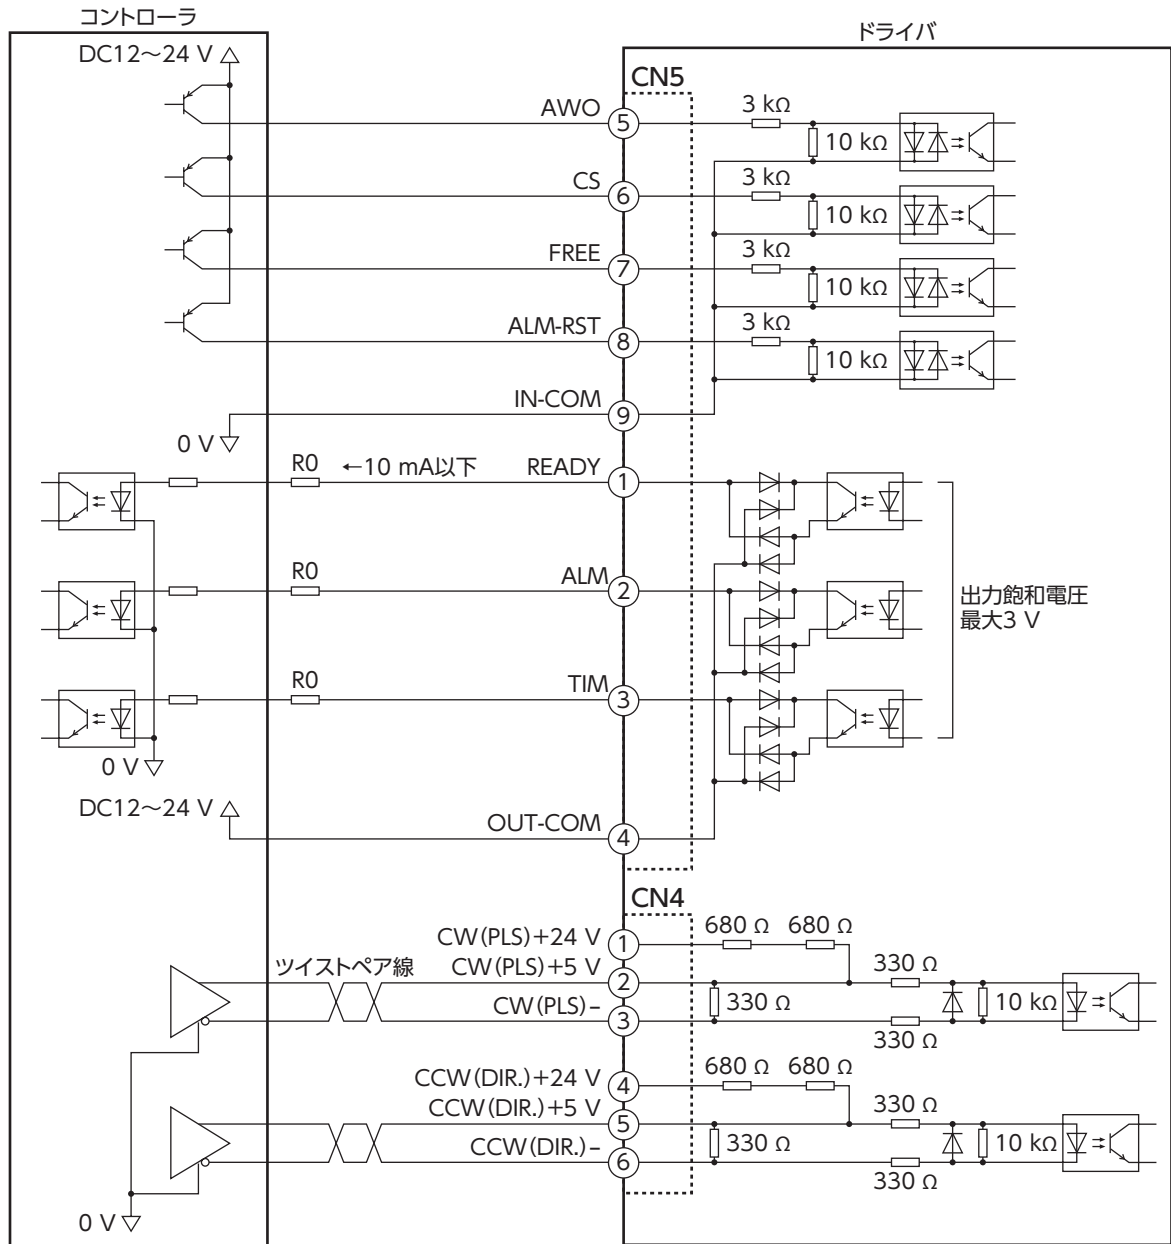 コントローラ
ドライバ
DC12～24 V
CN5
AWO
5
3 kΩ
10 kΩ
CS
6
3 kΩ
10 kΩ
FREE
7
3 kΩ
10 kΩ
ALM-RST
8
3 kΩ
10 kΩ
IN-COM
9
0 V
R0
←10 mA以下
READY
1
R0
ALM
2
出力飽和電圧
最大3 V
R0
TIM
3
0 V
DC12～24 V
OUT-COM
4
CN4
CW(PLS)+24 V
1
680 Ω
680 Ω
ツイストペア線
CW(PLS)+5 V
2
330 Ω
CW(PLS)−
3
330 Ω
10 kΩ
330 Ω
CCW(DIR.)+24 V
4
680 Ω
680 Ω
CCW(DIR.)+5 V
5
330 Ω
CCW(DIR.)−
6
330 Ω
10 kΩ
330 Ω
0 V